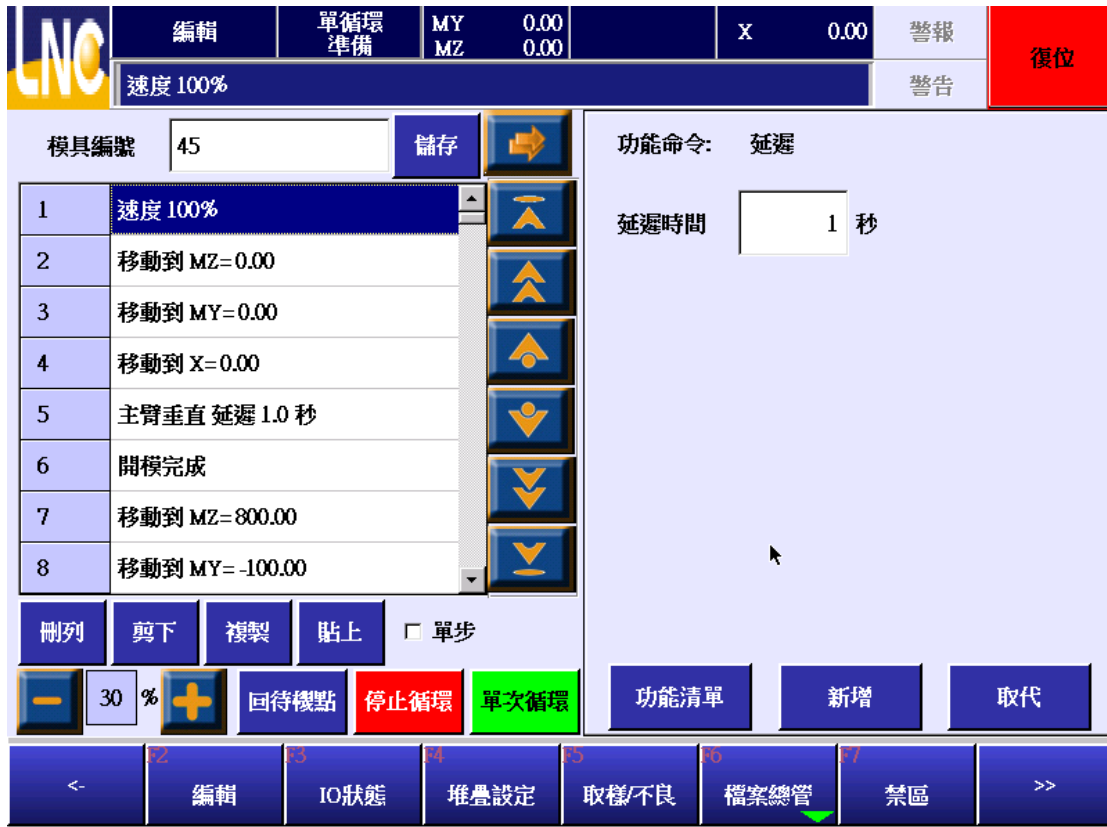 LNC
編輯
單循環
準備
MY 0.00
MZ 0.00
X 0.00
警報
復位
速度 100%
警告
模具編號 45 儲存
功能命令: 延遲
1 速度 100%
延遲時間 1 秒
2 移動到 MZ=0.00
3 移動到 MY=0.00
4 移動到 X=0.00
5 主臂垂直 延遲 1.0 秒
6 開模完成
7 移動到 MZ=800.00
8 移動到 MY=-100.00
刪列 剪下 複製 貼上 單步
30 % 回待機點 停止循環 單次循環
功能清單 新增 取代
<-
F2 編輯
F3 IO狀態
F4 堆疊設定
F5 取樣/不良
F6 檔案總管
F7 禁區
>>